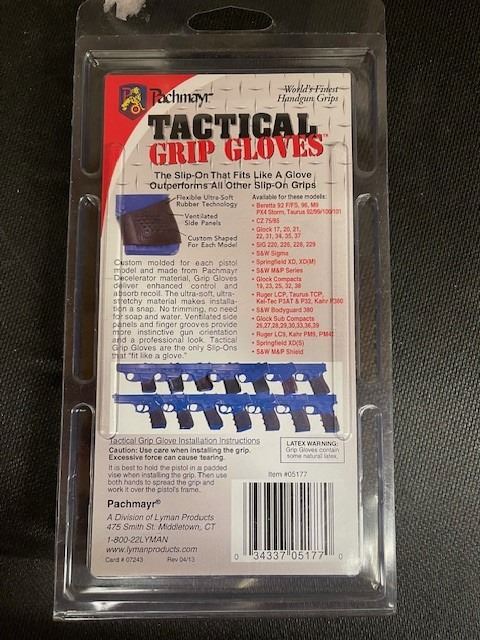 Pachmayr
World's Finest
Handgun Grips
TACTICAL
GRIP GLOVES™
The Slip-On That Fits Like A Glove
Outperforms All Other Slip-On Grips
Flexible Ultra-Soft
Rubber Technology
Ventilated
Side Panels
Custom Shaped
For Each Model
Custom molded for each pistol
model and made from Pachmayr
Decelerator material, Grip Gloves
deliver enhanced control and
absorb recoil. The ultra-soft, ultra-
stretchy material makes installa-
tion a snap. No trimming, no need
for soap and water. Ventilated side
panels and finger grooves provide
more instinctive gun orientation
and a professional look. Tactical
Grip Gloves are the only Slip-Ons
that "fit like a glove."
Available for these models:
• Beretta 92 F/FS, 96, M9
PX4 Storm, Taurus 92/99/100/101
• CZ 75/85
• Glock 17, 20, 21,
22, 31, 34, 35, 37
• SIG 220, 226, 228, 229
• S&W Sigma
• Springfield XD, XD(M)
• S&W M&P Series
• Glock Compacts
19, 23, 25, 32, 38
• Ruger LCP, Taurus TCP,
Kel-Tec P3AT & P32, Kahr P380
• S&W Bodyguard 380
• Glock Sub Compacts
26,27,28,29,30,33,36,39
• Ruger LC9, Kahr PM9, PM40
• Springfield XD(S)
• S&W M&P Shield
Tactical Grip Glove Installation Instructions
Caution: Use care when installing the grip.
Excessive force can cause tearing.
It is best to hold the pistol in a padded
vise when installing the grip. Then use
both hands to spread the grip and
work it over the pistol's frame.
LATEX WARNING:
Grip Gloves contain
some natural latex.
Item #05177
Pachmayr®
A Division of Lyman Products
475 Smith St. Middletown, CT
1-800-22LYMAN
www.lymanproducts.com
Card # 07243 Rev 04/13
0 34337 05177 0